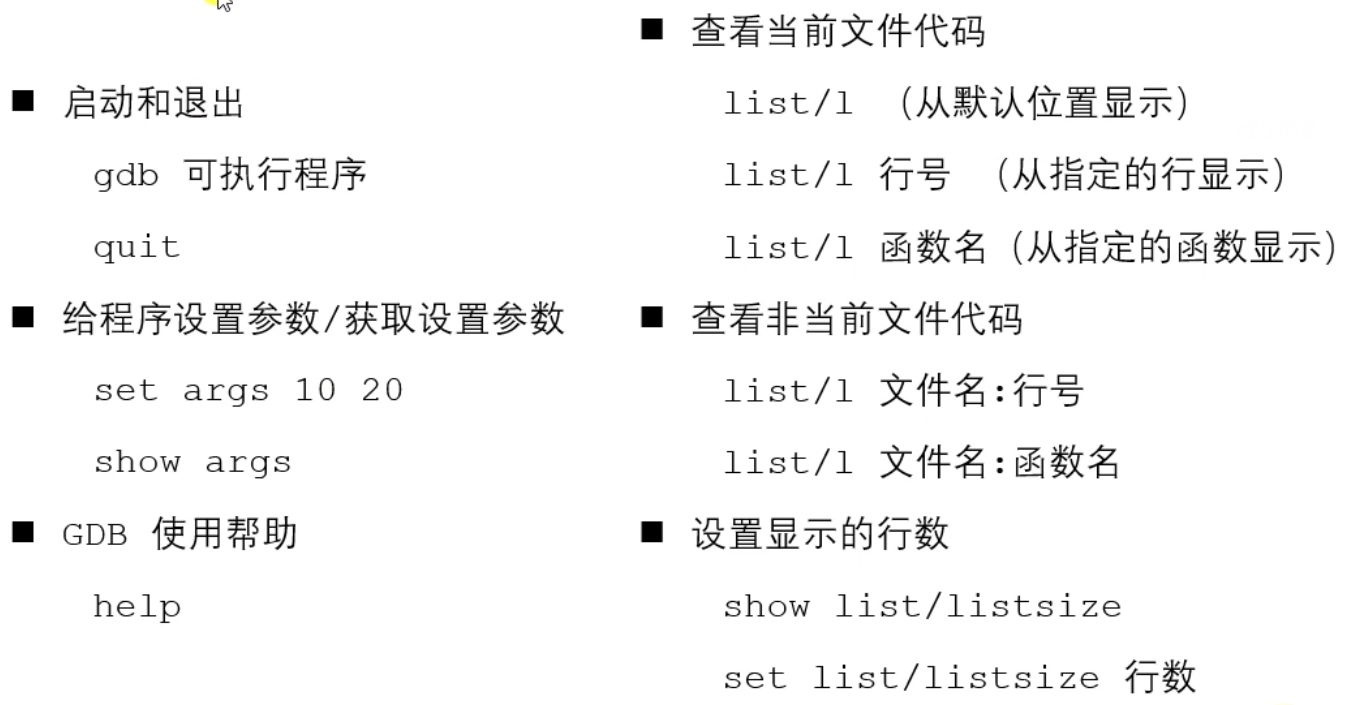 ■ 启动和退出
gdb 可执行程序
quit
■ 给程序设置参数/获取设置参数
set args 10 20
show args
■ GDB 使用帮助
help
■ 查看当前文件代码
list/l （从默认位置显示）
list/l 行号 （从指定的行显示）
list/l 函数名（从指定的函数显示）
■ 查看非当前文件代码
list/l 文件名:行号
list/l 文件名:函数名
■ 设置显示的行数
show list/listsize
set list/listsize 行数